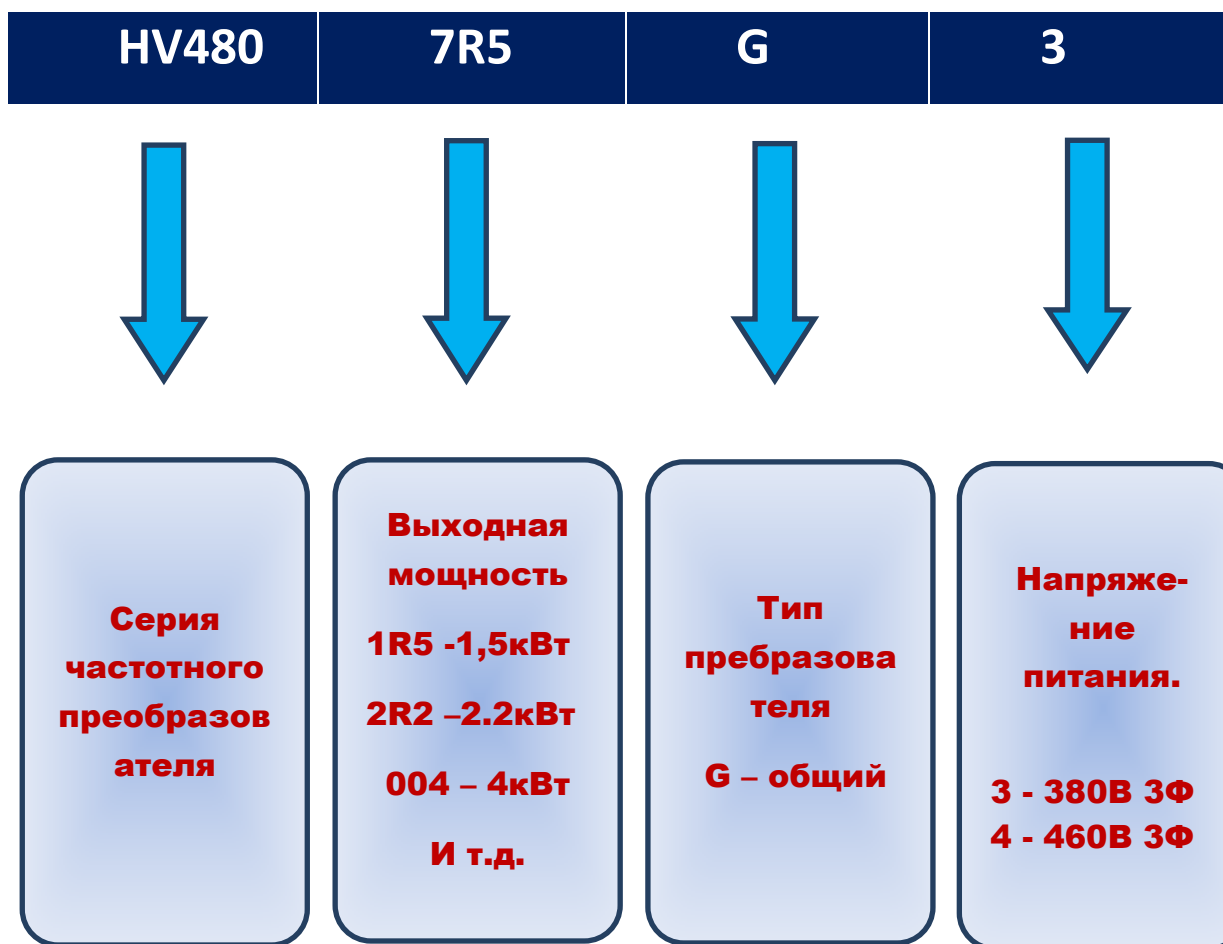 HV480 7R5 G 3
Серия
частотного
преобразов
ателя
Выходная
мощность
1R5 -1,5кВт
2R2 –2.2кВт
004 – 4кВт
И т.д.
Тип
пребразова
теля
G – общий
Напряже-
ние
питания.
3 - 380В 3Ф
4 - 460В 3Ф